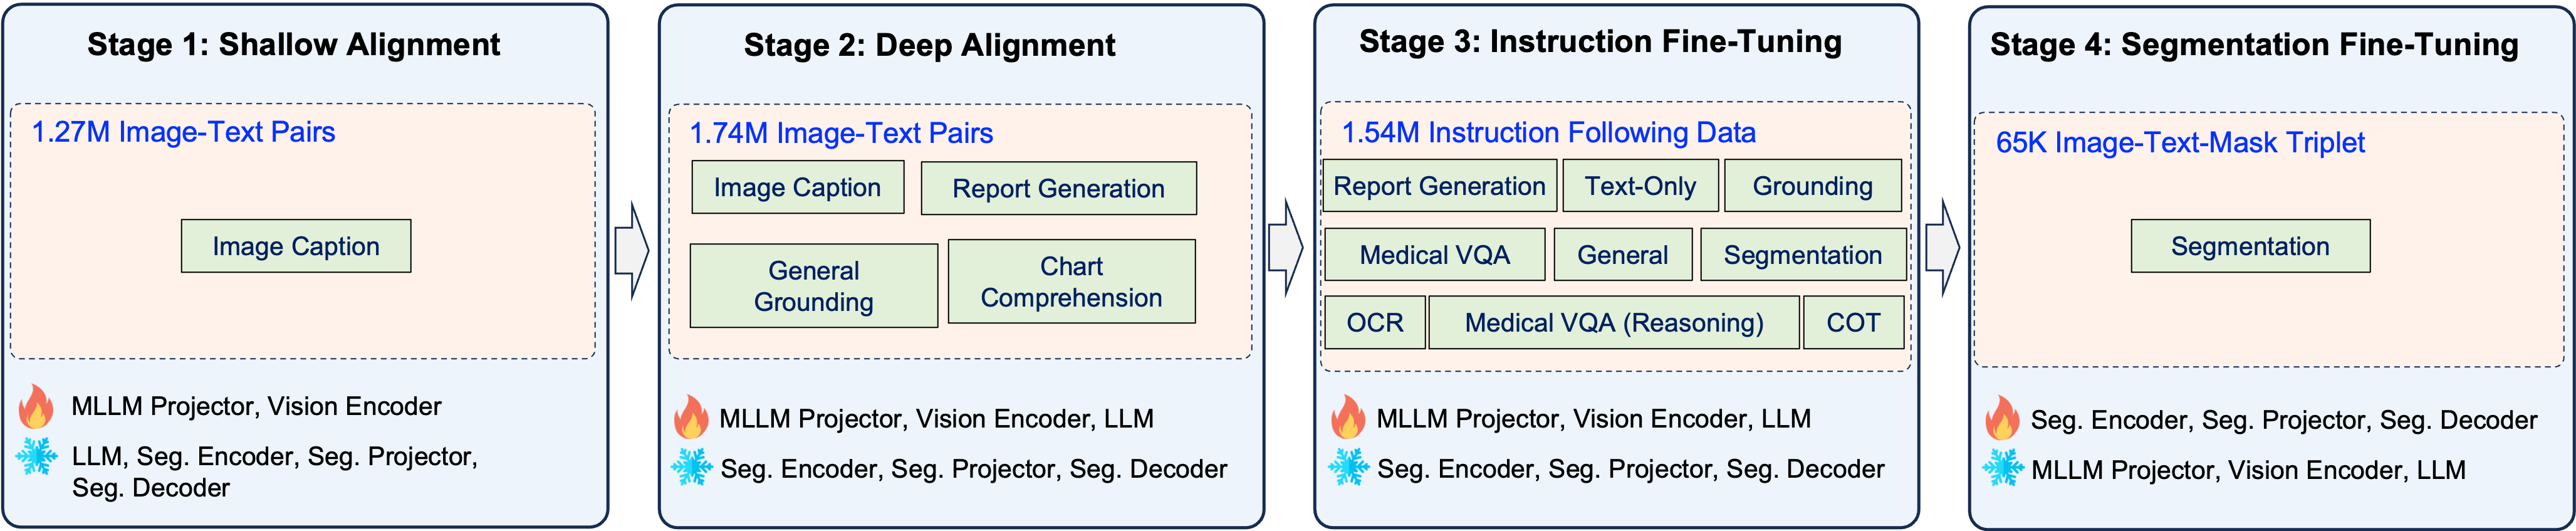 Stage 1: Shallow Alignment
1.27M Image-Text Pairs
Image Caption
MLLM Projector, Vision Encoder
LLM, Seg. Encoder, Seg. Projector,
Seg. Decoder
Stage 2: Deep Alignment
1.74M Image-Text Pairs
Image Caption
Report Generation
General
Grounding
Chart
Comprehension
MLLM Projector, Vision Encoder, LLM
Seg. Encoder, Seg. Projector, Seg. Decoder
Stage 3: Instruction Fine-Tuning
1.54M Instruction Following Data
Report Generation
Text-Only
Grounding
Medical VQA
General
Segmentation
OCR
Medical VQA (Reasoning)
COT
MLLM Projector, Vision Encoder, LLM
Seg. Encoder, Seg. Projector, Seg. Decoder
Stage 4: Segmentation Fine-Tuning
65K Image-Text-Mask Triplet
Segmentation
Seg. Encoder, Seg. Projector, Seg. Decoder
MLLM Projector, Vision Encoder, LLM